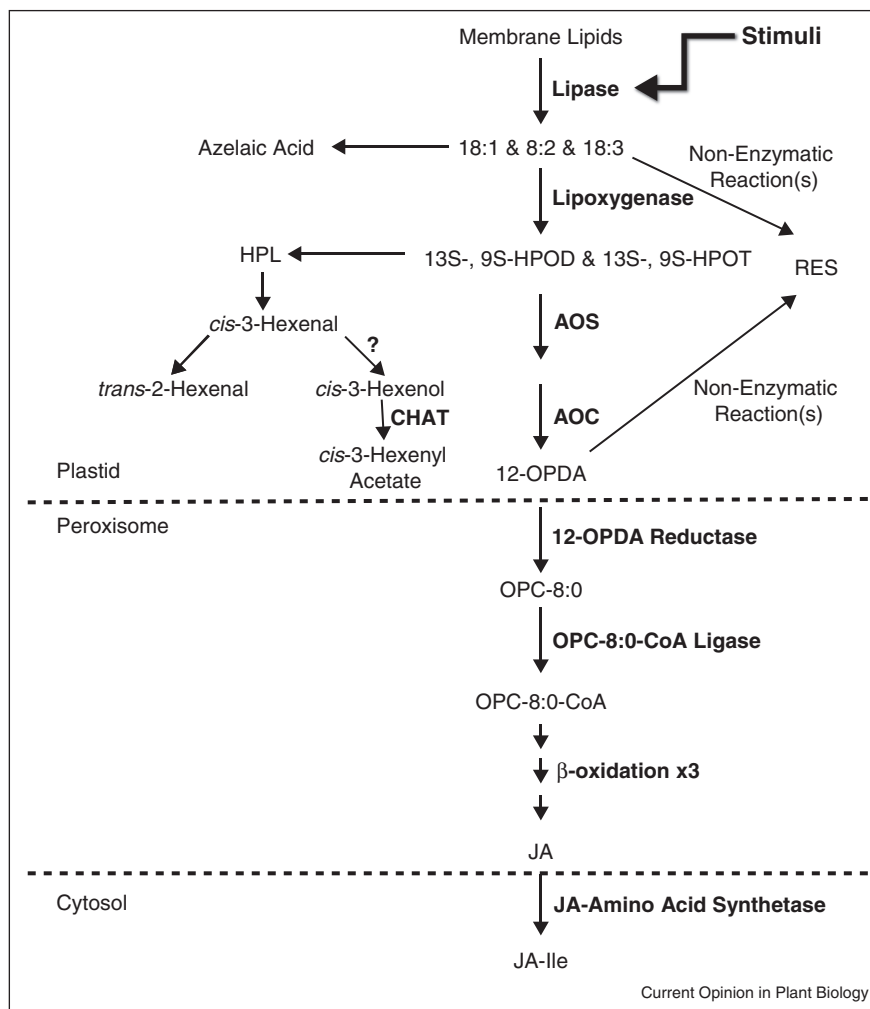 Membrane Lipids
Stimuli
Lipase
Azelaic Acid
18:1 & 8:2 & 18:3
Non-Enzymatic
Reaction(s)
Lipoxygenase
HPL
13S-, 9S-HPOD & 13S-, 9S-HPOT
RES
cis-3-Hexenal
AOS
?
trans-2-Hexenal
cis-3-Hexenol
Non-Enzymatic
Reaction(s)
CHAT
AOC
cis-3-Hexenyl
Acetate
Plastid
12-OPDA
Peroxisome
12-OPDA Reductase
OPC-8:0
OPC-8:0-CoA Ligase
OPC-8:0-CoA
β-oxidation x3
JA
Cytosol
JA-Amino Acid Synthetase
JA-Ile
Current Opinion in Plant Biology